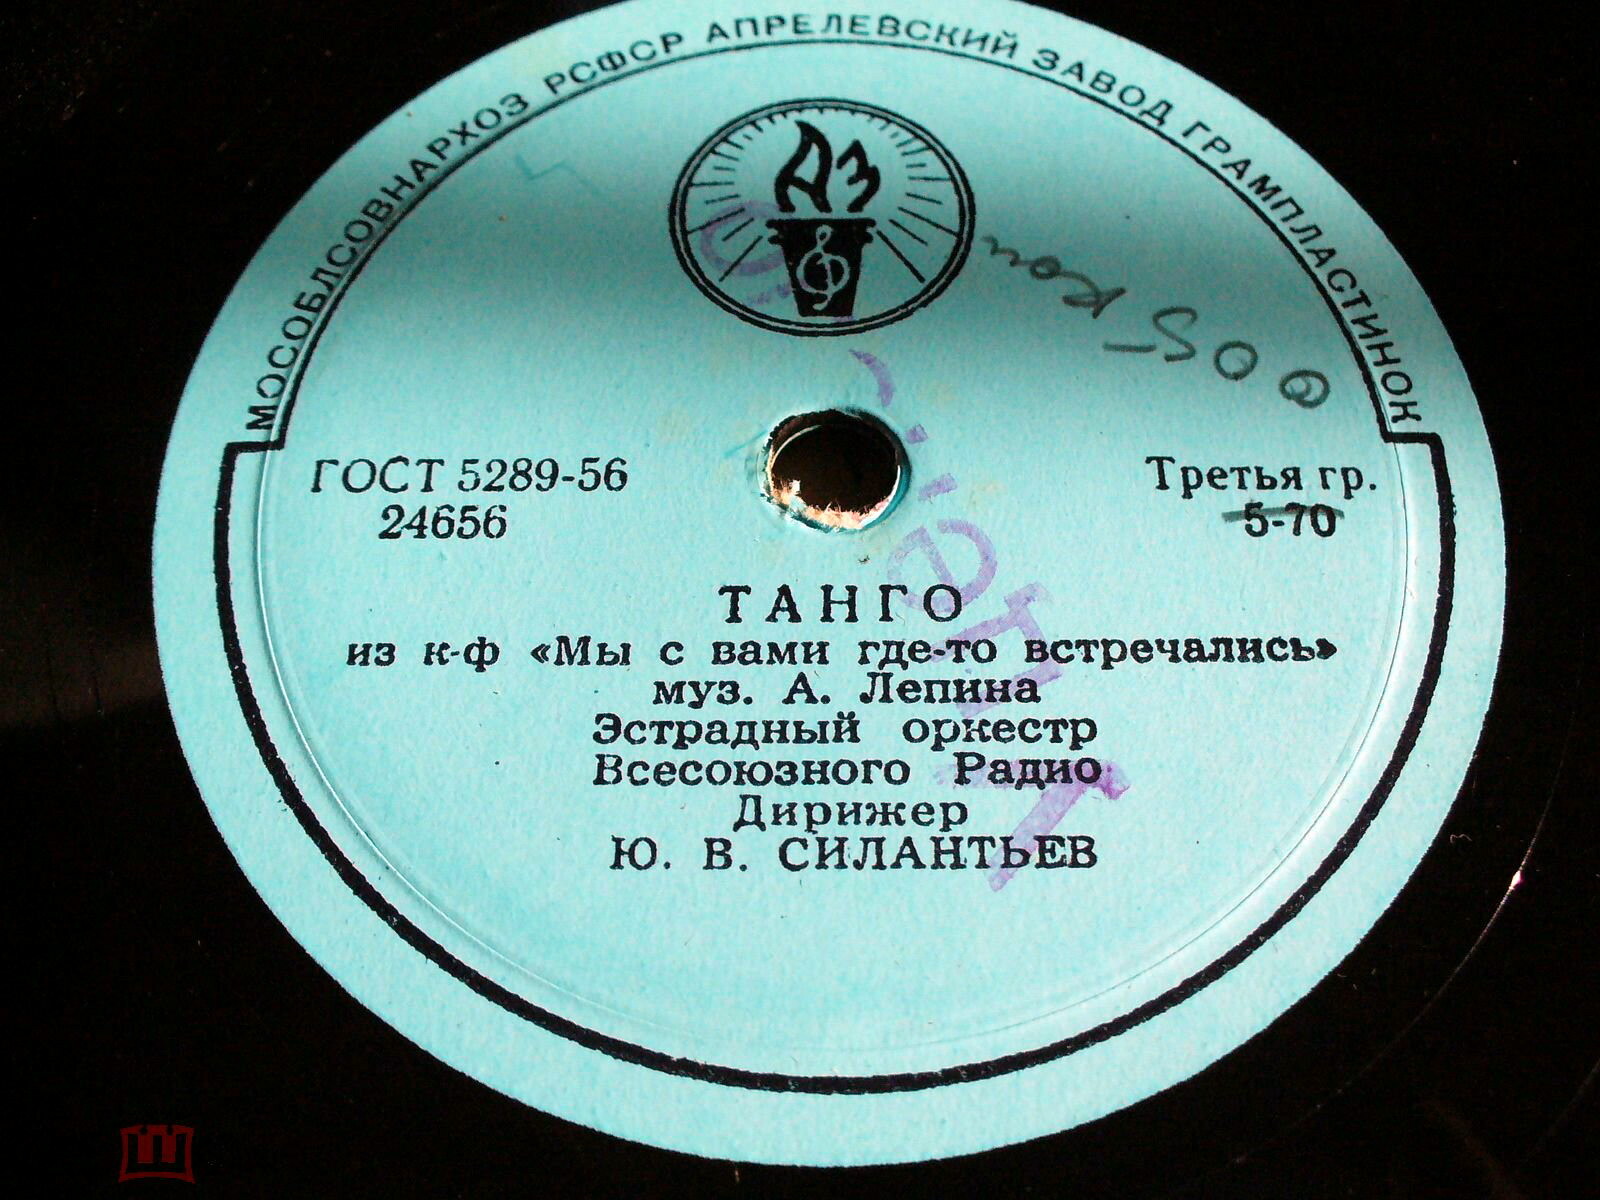 МОСОБЛСОВНАРХОЗ РСФСР АПРЕЛЕВСКИЙ ЗАВОД ГРАМПЛАСТИНОК
АЗ
ГОСТ 5289-56
24656
Третья гр.
5-70
ТАНГО
из к-ф «Мы с вами где-то встречались»
муз. А. Лепина
Эстрадный оркестр
Всесоюзного Радио
Дирижер
Ю. В. СИЛАНТЬЕВ